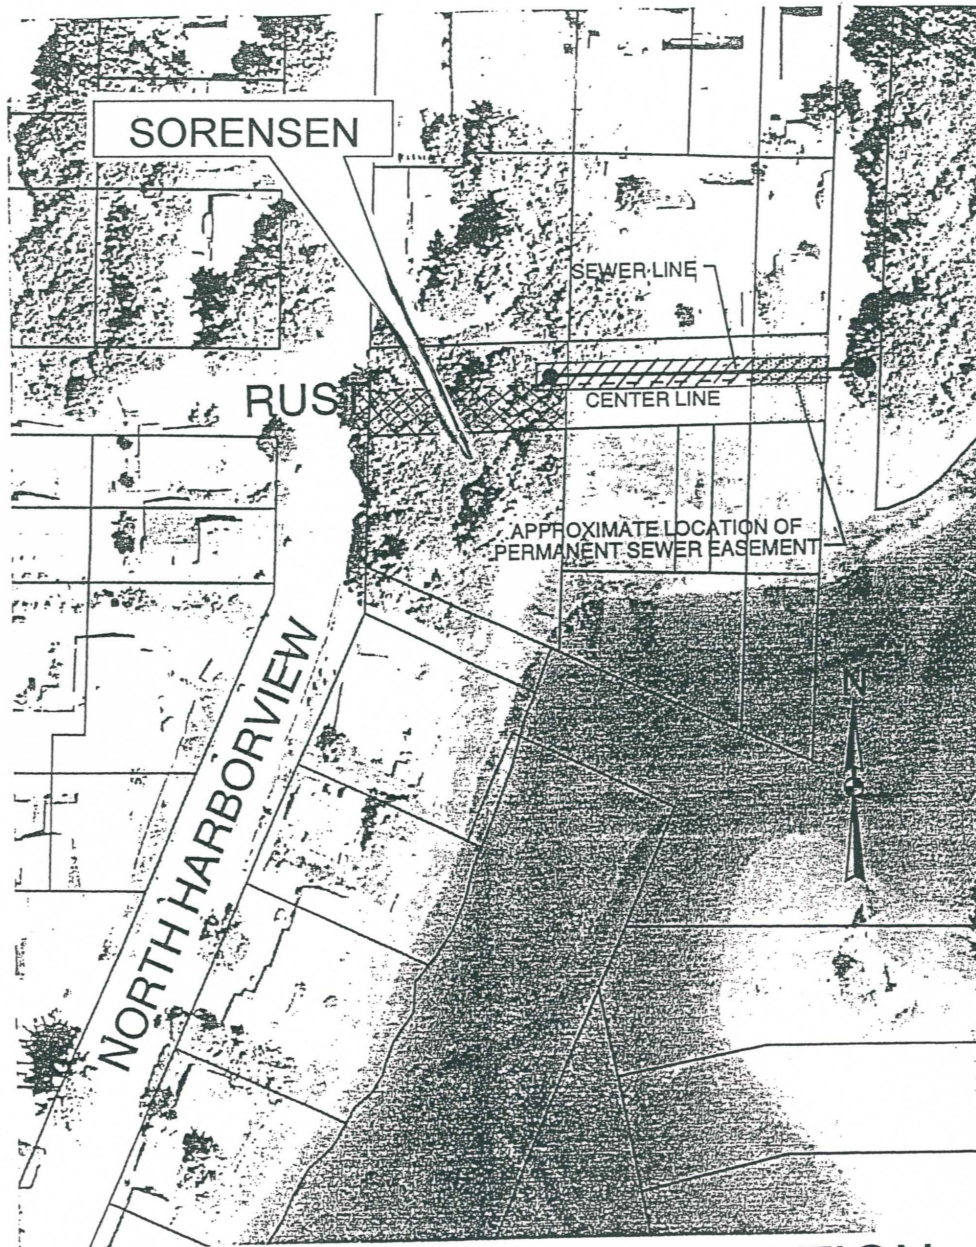 SORENSEN
SEWER LINE
RUST
CENTER LINE
APPROXIMATE LOCATION OF
PERMANENT SEWER EASEMENT
NORTH HARBORVIEW
N